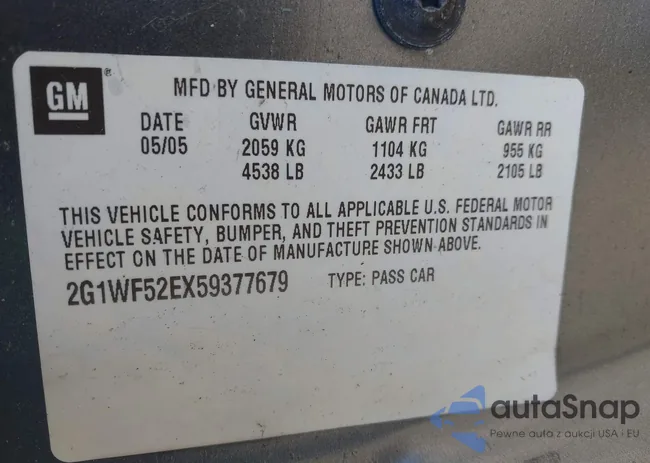 GM®
MFD BY GENERAL MOTORS OF CANADA LTD.
DATE GVWR GAWR FRT GAWR RR
05/05 2059 KG 1104 KG 955 KG
4538 LB 2433 LB 2105 LB
THIS VEHICLE CONFORMS TO ALL APPLICABLE U.S. FEDERAL MOTOR
VEHICLE SAFETY, BUMPER, AND THEFT PREVENTION STANDARDS IN
EFFECT ON THE DATE OF MANUFACTURE SHOWN ABOVE.
2G1WF52EX59377679 TYPE: PASS CAR
autaSnap
Pewne auta z aukcji USA i EU